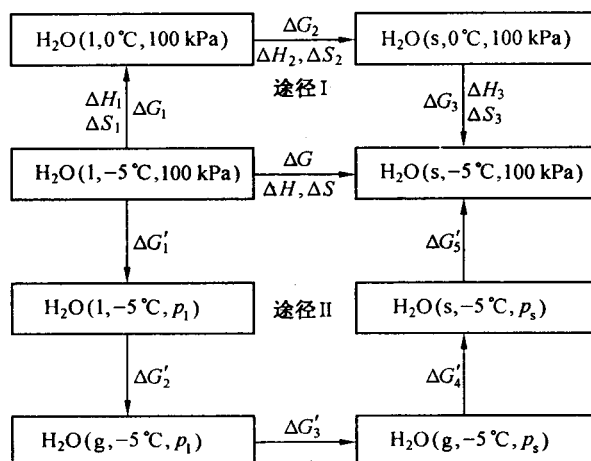 H₂O(l,0℃,100 kPa)
ΔG₂
ΔH₂,ΔS₂
H₂O(s,0℃,100 kPa)
途径Ⅰ
ΔH₁
ΔS₁
ΔG₁
ΔG₃
ΔH₃
ΔS₃
H₂O(l,-5℃,100 kPa)
ΔG
ΔH,ΔS
H₂O(s,-5℃,100 kPa)
ΔG′₁
ΔG′₅
H₂O(l,-5℃,p₁)
途径Ⅱ
H₂O(s,-5℃,pₛ)
ΔG′₂
ΔG′₄
H₂O(g,-5℃,p₁)
ΔG′₃
H₂O(g,-5℃,pₛ)